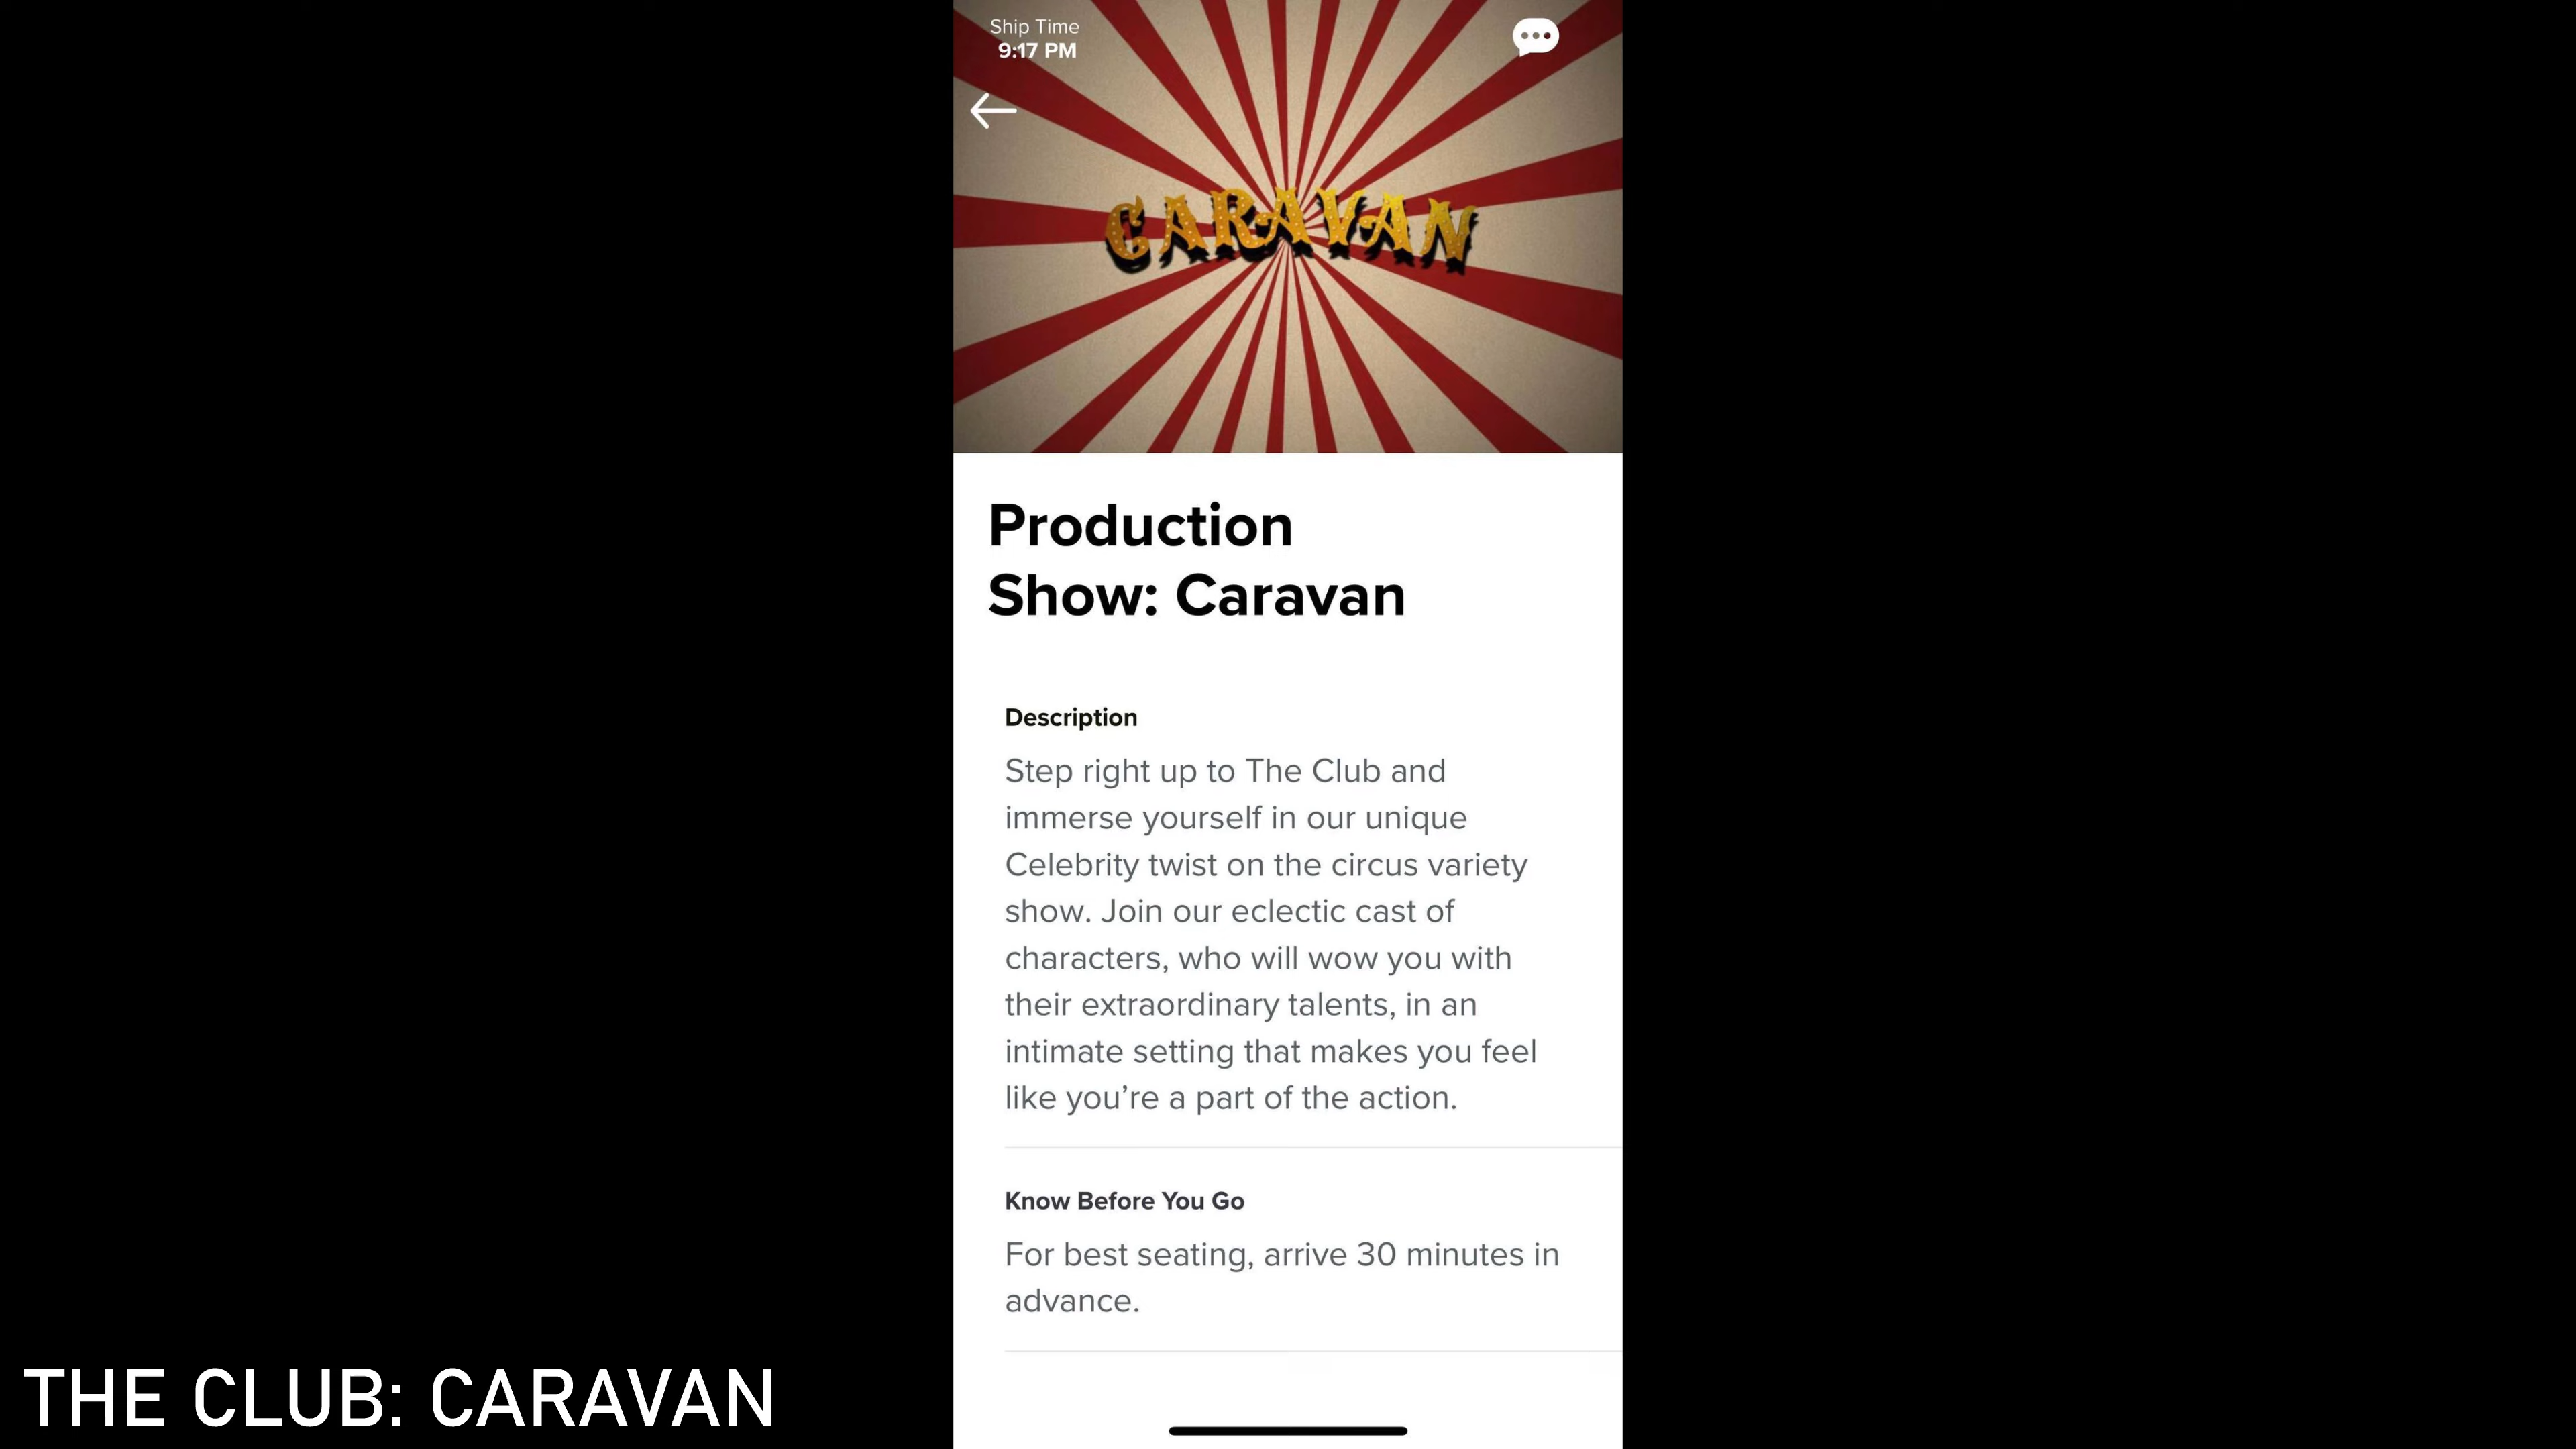 Ship Time
9:17 PM
CARAVAN
Production
Show: Caravan
Description
Step right up to The Club and
immerse yourself in our unique
Celebrity twist on the circus variety
show. Join our eclectic cast of
characters, who will wow you with
their extraordinary talents, in an
intimate setting that makes you feel
like you’re a part of the action.
Know Before You Go
For best seating, arrive 30 minutes in
advance.
THE CLUB: CARAVAN